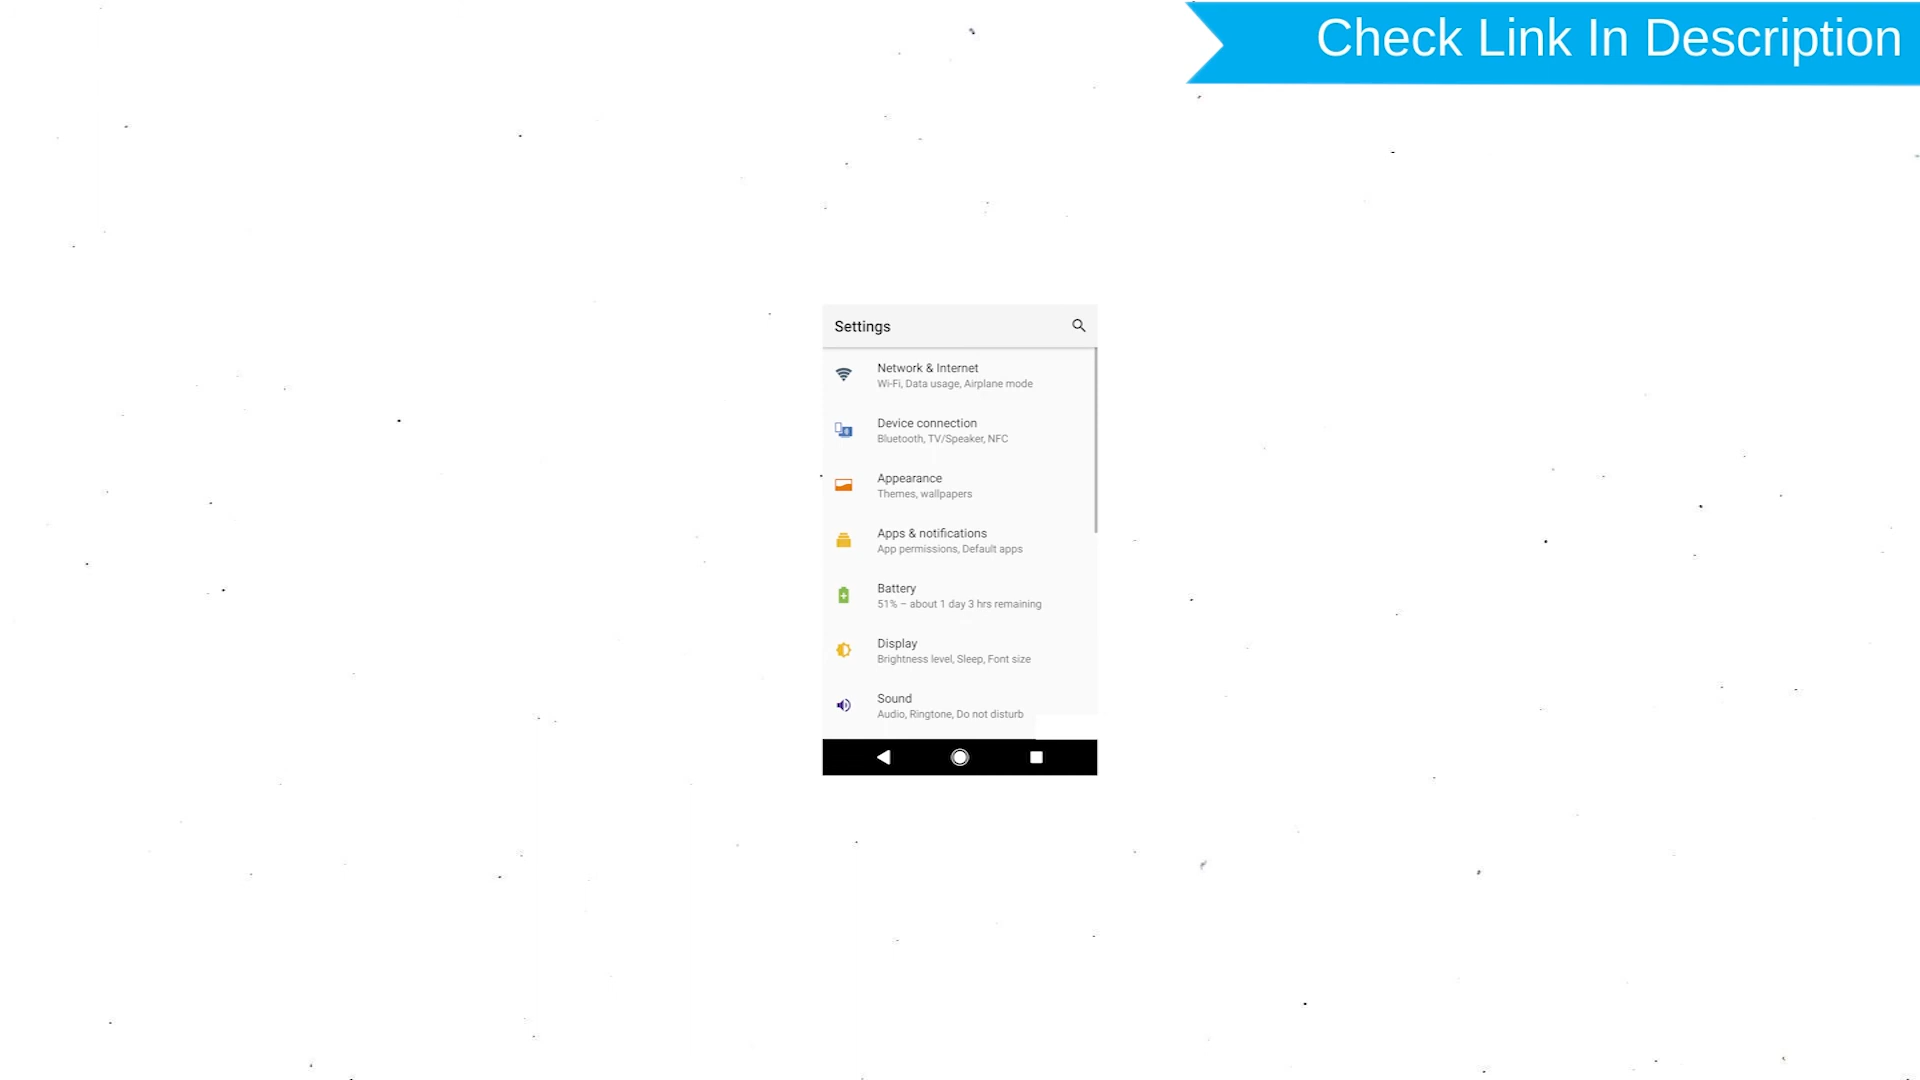 Check Link In Description
Settings
Network & Internet
Wi-Fi, Data usage, Airplane mode
Device connection
Bluetooth, TV/Speaker, NFC
Appearance
Themes, wallpapers
Apps & notifications
App permissions, Default apps
Battery
51% – about 1 day 3 hrs remaining
Display
Brightness level, Sleep, Font size
Sound
Audio, Ringtone, Do not disturb